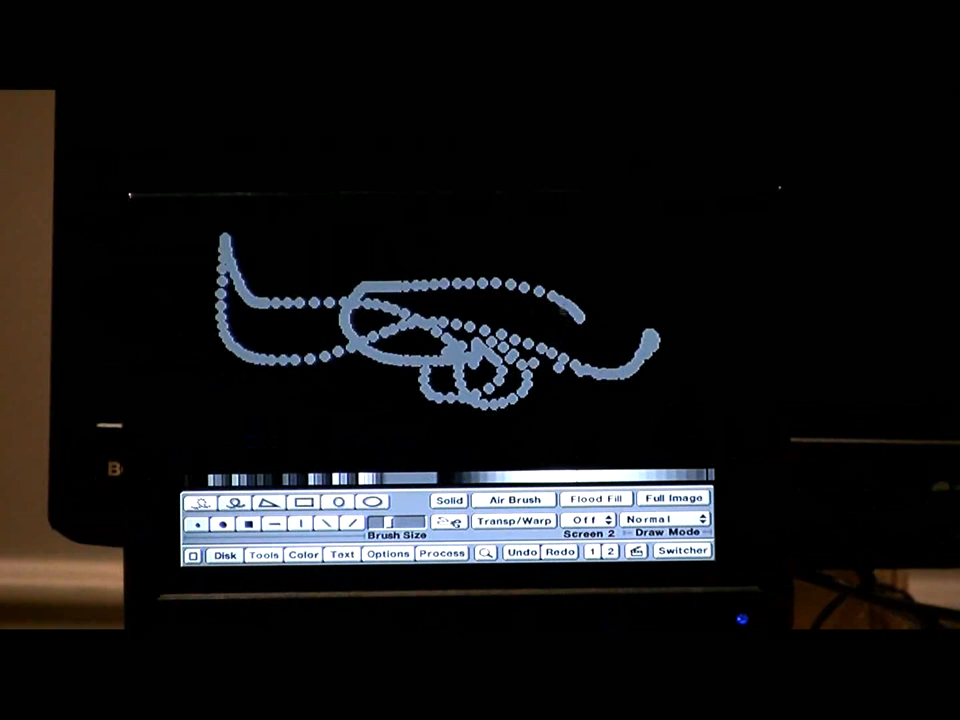 Solid Air Brush Flood Fill Full Image
Transp/Warp Off Normal
Brush Size Screen 2 Draw Mode
Disk Tools Color Text Options Process Undo Redo 1 2 Switcher